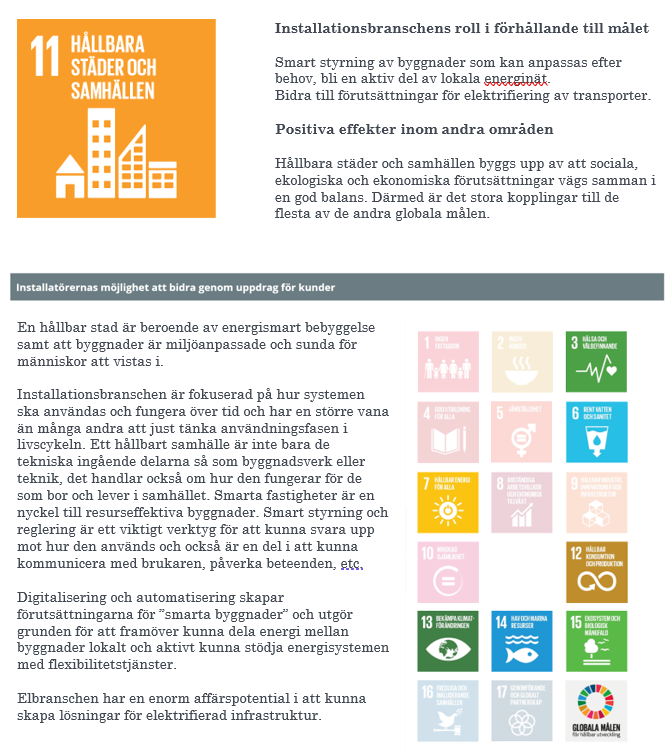 11 HÅLLBARA
STÄDER OCH
SAMHÄLLEN
Installationsbranschens roll i förhållande till målet
Smart styrning av byggnader som kan anpassas efter
behov, bli en aktiv del av lokala energinät.
Bidra till förutsättningar för elektrifiering av transporter.
Positiva effekter inom andra områden
Hållbara städer och samhällen byggs upp av att sociala,
ekologiska och ekonomiska förutsättningar vägs samman i
en god balans. Därmed är det stora kopplingar till de
flesta av de andra globala målen.
Installatörernas möjlighet att bidra genom uppdrag för kunder
En hållbar stad är beroende av energismart bebyggelse
samt att byggnader är miljöanpassade och sunda för
människor att vistas i.
Installationsbranschen är fokuserad på hur systemen
ska användas och fungera över tid och har en större vana
än många andra att just tänka användningsfasen i
livscykeln. Ett hållbart samhälle är inte bara de
tekniska ingående delarna så som byggnadsverk eller
teknik, det handlar också om hur den fungerar för de
som bor och lever i samhället. Smarta fastigheter är en
nyckel till resurseffektiva byggnader. Smart styrning och
reglering är ett viktigt verktyg för att kunna svara upp
mot hur den används och också är en del i att kunna
kommunicera med brukaren, påverka beteenden, etc.
Digitalisering och automatisering skapar
förutsättningarna för ”smarta byggnader” och utgör
grunden för att framöver kunna dela energi mellan
byggnader lokalt och aktivt kunna stödja energisystemen
med flexibilitetstjänster.
Elbranschen har en enorm affärspotential i att kunna
skapa lösningar för elektrifierad infrastruktur.
1 INGEN
FATTIGDOM
2 INGEN
HUNGER
3 HÄLSA OCH
VÄLBEFINNANDE
4 GOD UTBILDNING
FÖR ALLA
5 JÄMSTÄLLDHET
6 RENT VATTEN
OCH SANITET
7 HÅLLBAR ENERGI
FÖR ALLA
8 ANSTÄNDIGA
ARBETSVILLKOR
OCH EKONOMISK
TILLVÄXT
9
10 MINSKAD
OJÄMLIKHET
12 HÅLLBAR
KONSUMTION
OCH PRODUKTION
13 BEKÄMPA KLIMAT-
FÖRÄNDRINGEN
14 HAV OCH MARINA
RESURSER
15 EKOSYSTEM OCH
BIOLOGISK
MÅNGFALD
16 FREDLIGA OCH
INKLUDERANDE
SAMHÄLLEN
17 GENOMFÖRANDE
OCH GLOBALT
PARTNERSKAP
GLOBALA MÅLEN
för hållbar utveckling